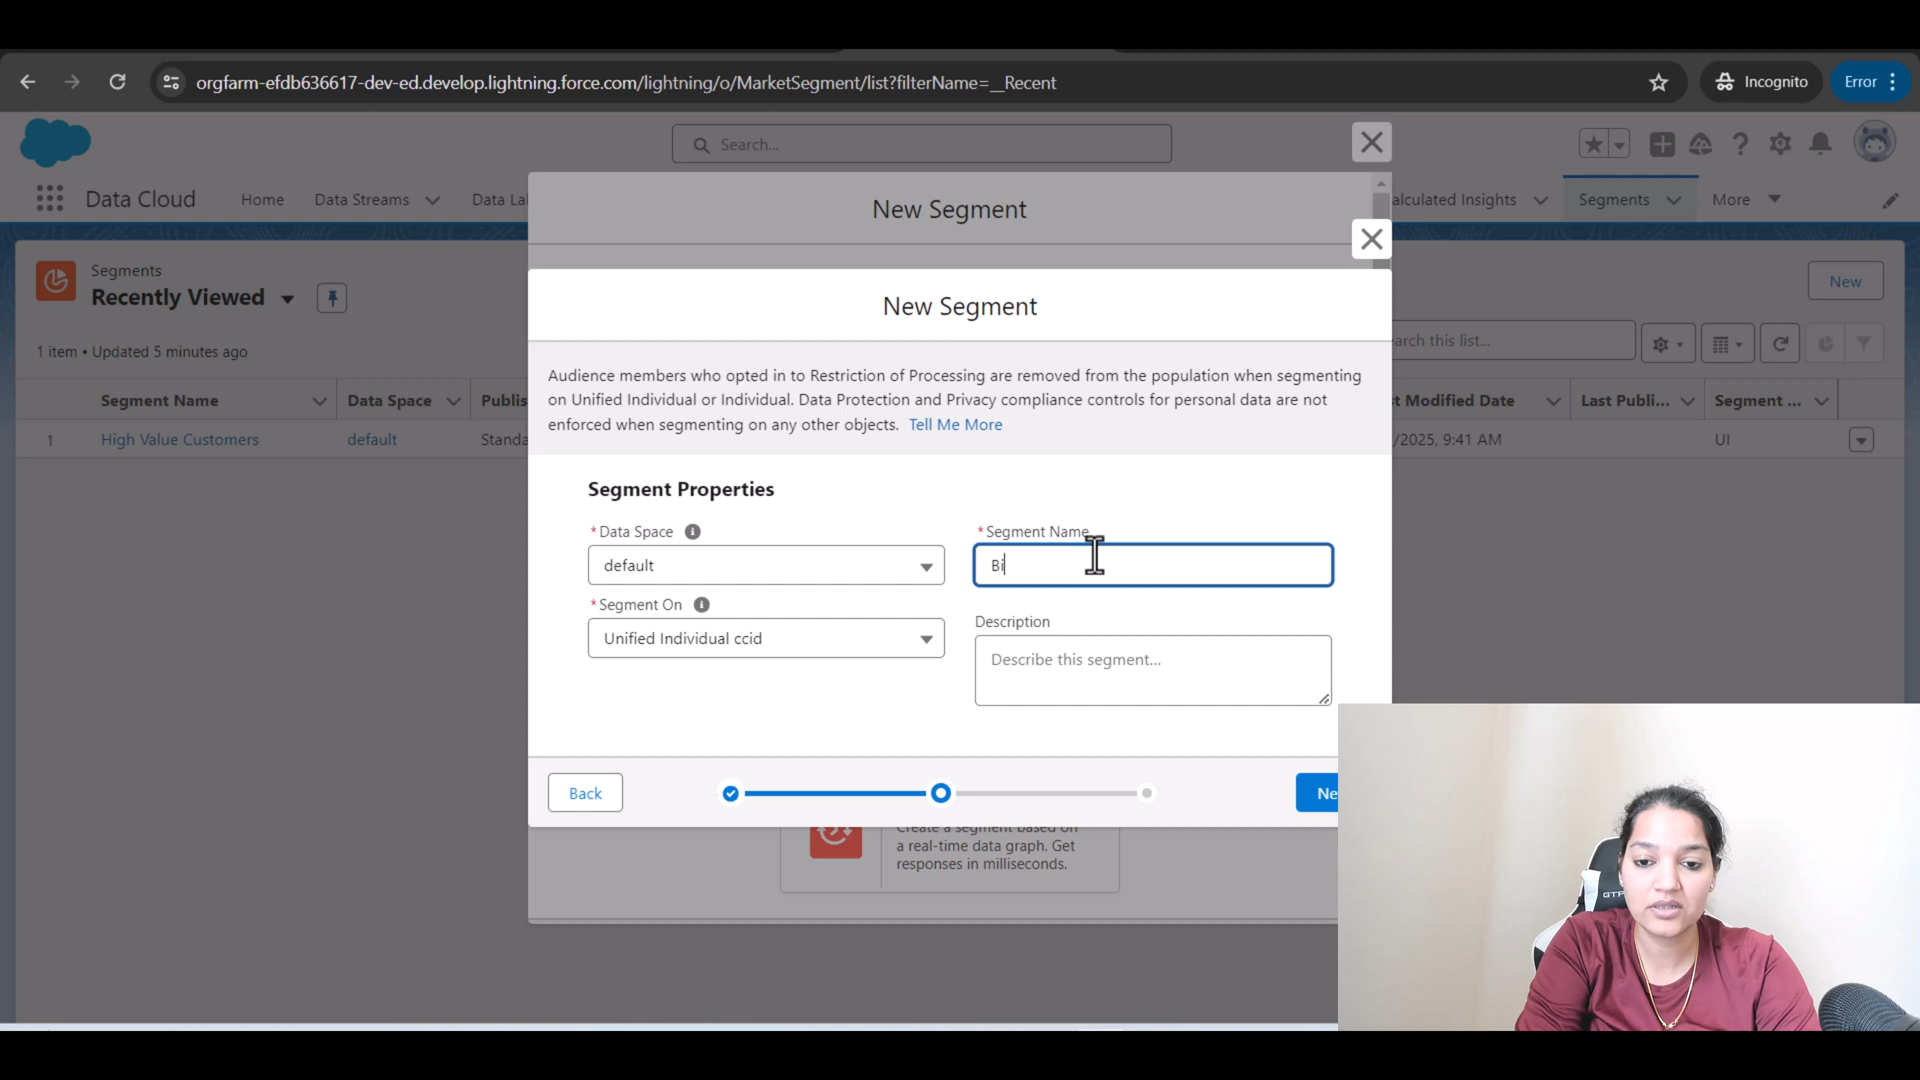 orgfarm-efdb636617-dev-ed.develop.lightning.force.com/lightning/o/MarketSegment/list?filterName=__Recent
Incognito
Error
Search...
Data Cloud
Home
Data Streams
Data La
alculated Insights
Segments
More
New Segment
Segments
Recently Viewed
New
1 item • Updated 5 minutes ago
arch this list...
Segment Name
Data Space
Publis
t Modified Date
Last Publi...
Segment ...
1
High Value Customers
default
Standa
/2025, 9:41 AM
UI
New Segment
Audience members who opted in to Restriction of Processing are removed from the population when segmenting
on Unified Individual or Individual. Data Protection and Privacy compliance controls for personal data are not
enforced when segmenting on any other objects. Tell Me More
Segment Properties
*Data Space
default
*Segment Name
Bi
*Segment On
Unified Individual ccid
Description
Describe this segment...
Back
Ne
Create a segment based on
a real-time data graph. Get
responses in milliseconds.